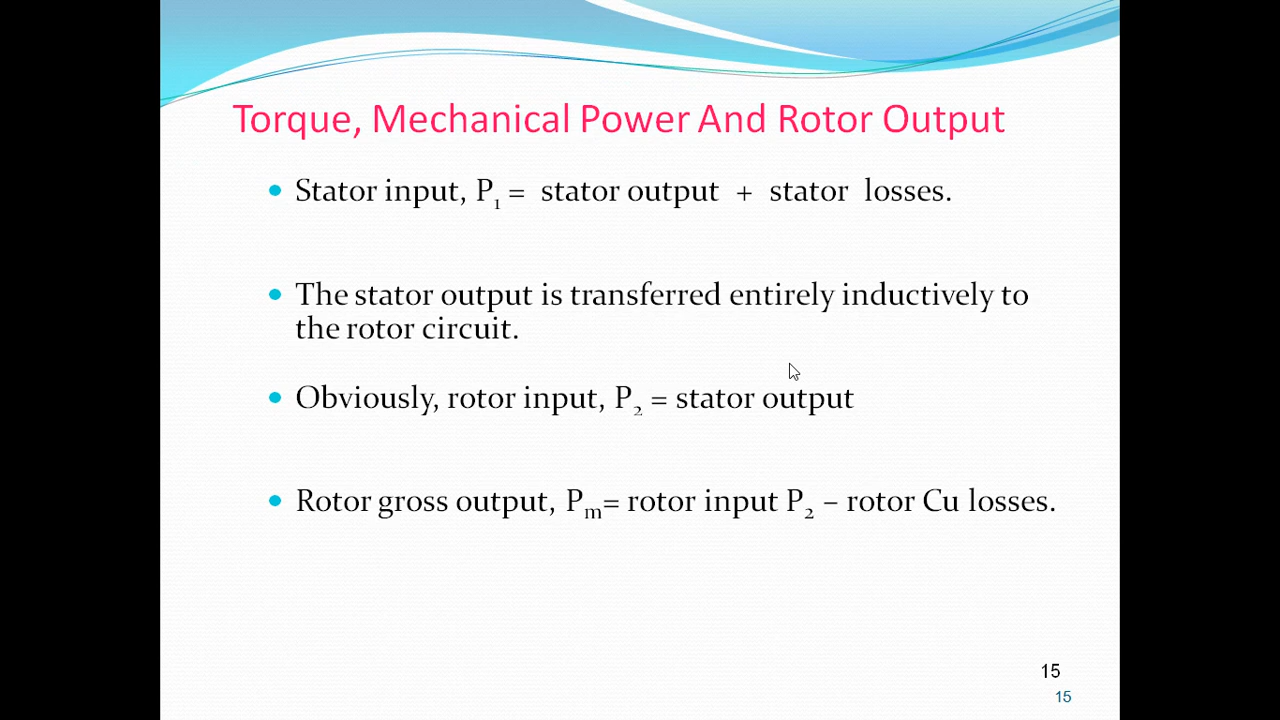 Torque, Mechanical Power And Rotor Output
• Stator input, P₁ = stator output + stator losses.
• The stator output is transferred entirely inductively to
the rotor circuit.
• Obviously, rotor input, P₂ = stator output
• Rotor gross output, Pₘ= rotor input P₂ – rotor Cu losses.
15
15